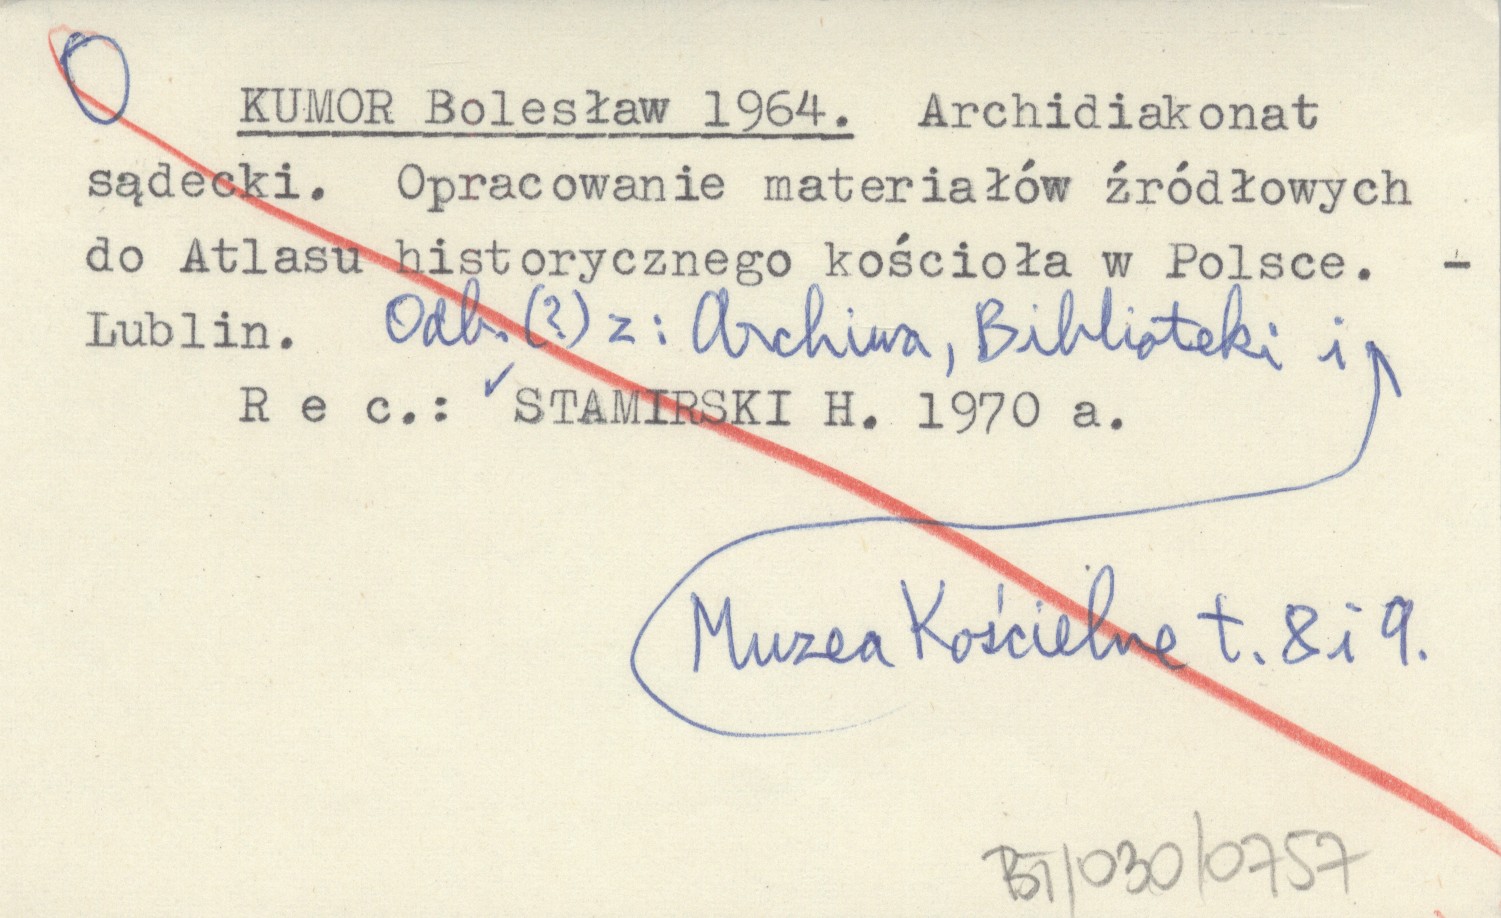 KUMOR Bolesław 1964. Archidiakonat
sądecki. Opracowanie materiałów źródłowych
do Atlasu historycznego kościoła w Polsce. -
Lublin. Odb. (?) z: Archiwa, Biblioteki i
R e c.: ✓STAMIRSKI H. 1970 a.
Muzea Kościelne t. 8 i 9.
BJ/030/0757